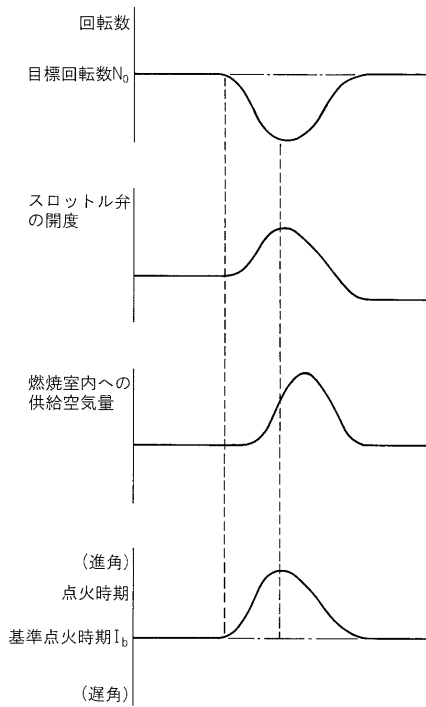 回転数
目標回転数N₀
スロットル弁
の開度
燃焼室内への
供給空気量
(進角)
点火時期
基準点火時期Ib
(遅角)